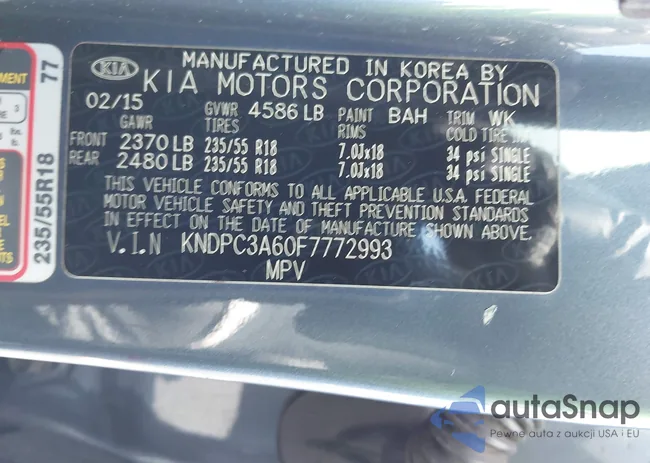 KIA
MANUFACTURED IN KOREA BY
KIA MOTORS CORPORATION
02/15 GVWR 4586 LB PAINT BAH TRIM WK
GAWR RIMS COLD TIRE
FRONT 2370 LB 235/55 R18 7.0Jx18 34 psi SINGLE
REAR 2480 LB 235/55 R18 7.0Jx18 34 psi SINGLE
THIS VEHICLE CONFORMS TO ALL APPLICABLE U.S.A. FEDERAL
MOTOR VEHICLE SAFETY AND THEFT PREVENTION STANDARDS
IN EFFECT ON THE DATE OF MANUFACTURE SHOWN ABOVE.
V.I.N KNDPC3A60F7772993
MPV
77
235/55R18
3
autaSnap
Pewne auta z aukcji USA i EU